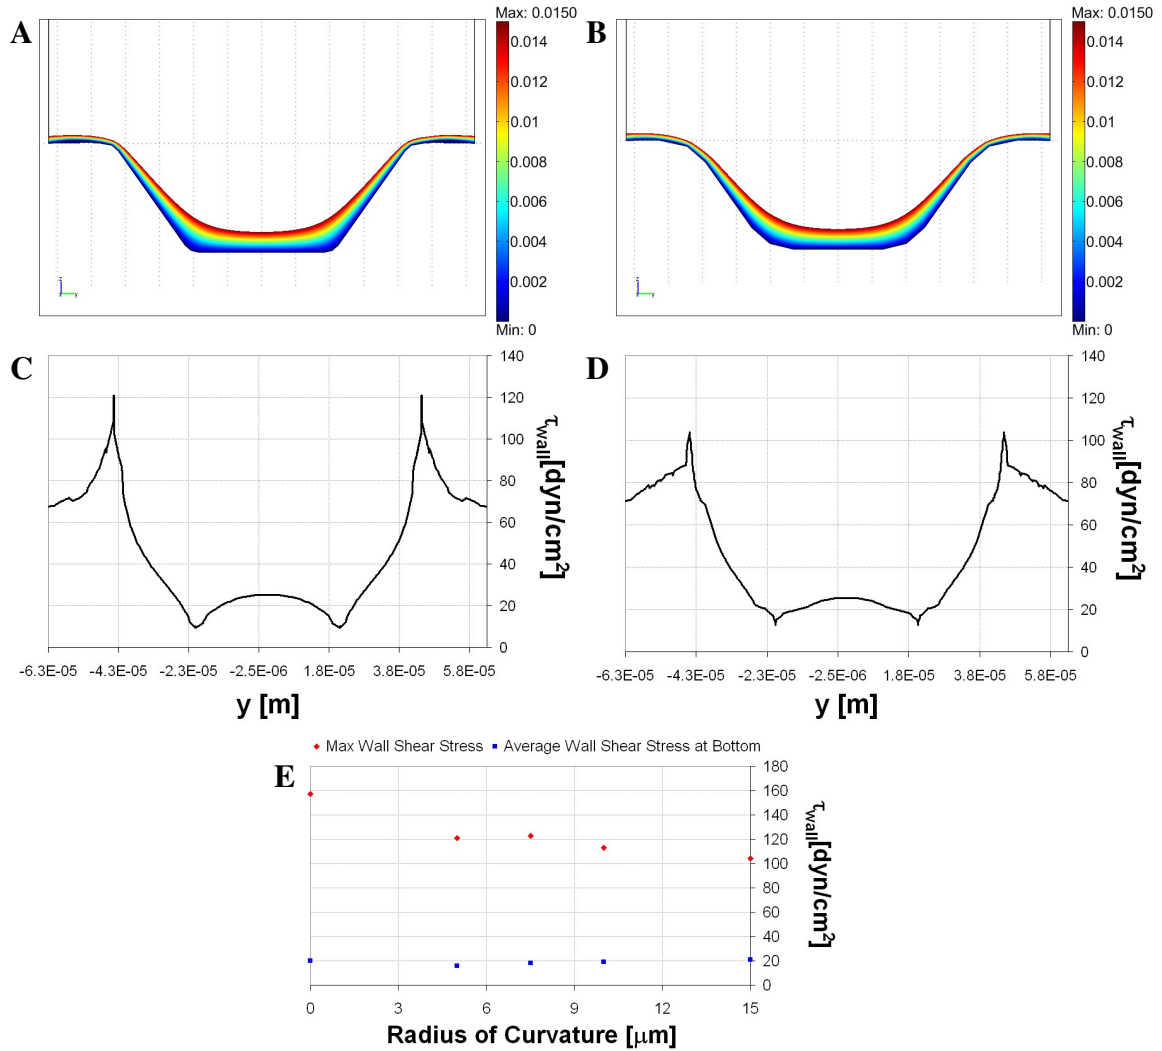 A
Max: 0.0150
0.014
0.012
0.010
0.008
0.006
0.004
0.002
Min: 0
z
y
B
Max: 0.0150
0.014
0.012
0.010
0.008
0.006
0.004
0.002
Min: 0
z
y
C
140
120
100
80
60
40
20
0
τwall[dyn/cm²]
-6.3E-05 -4.3E-05 -2.3E-05 -2.5E-06 1.8E-05 3.8E-05 5.8E-05
y [m]
D
140
120
100
80
60
40
20
0
τwall[dyn/cm²]
-6.3E-05 -4.3E-05 -2.3E-05 -2.5E-06 1.8E-05 3.8E-05 5.8E-05
y [m]
Max Wall Shear Stress Average Wall Shear Stress at Bottom
E
180
160
140
120
100
80
60
40
20
0
τwall[dyn/cm²]
0 3 6 9 12 15
Radius of Curvature [μm]